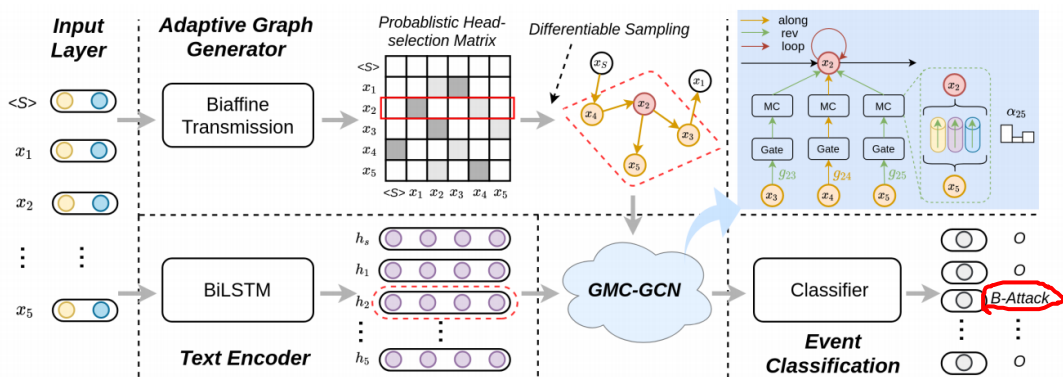 Input
Layer
<S>
x1
x2
x5
Adaptive Graph
Generator
Biaffine
Transmission
Probablistic Head-
selection Matrix
<S>
x1
x2
x3
x4
x5
<S> x1 x2 x3 x4 x5
Differentiable Sampling
xS
x1
x4
x2
x3
x5
along
rev
loop
x2
MC MC MC
Gate Gate Gate
g23 g24 g25
x3 x4 x5
x2
α25
x5
BiLSTM
Text Encoder
hs
h1
h2
h5
GMC-GCN
Classifier
Event
Classification
O
O
B-Attack
O